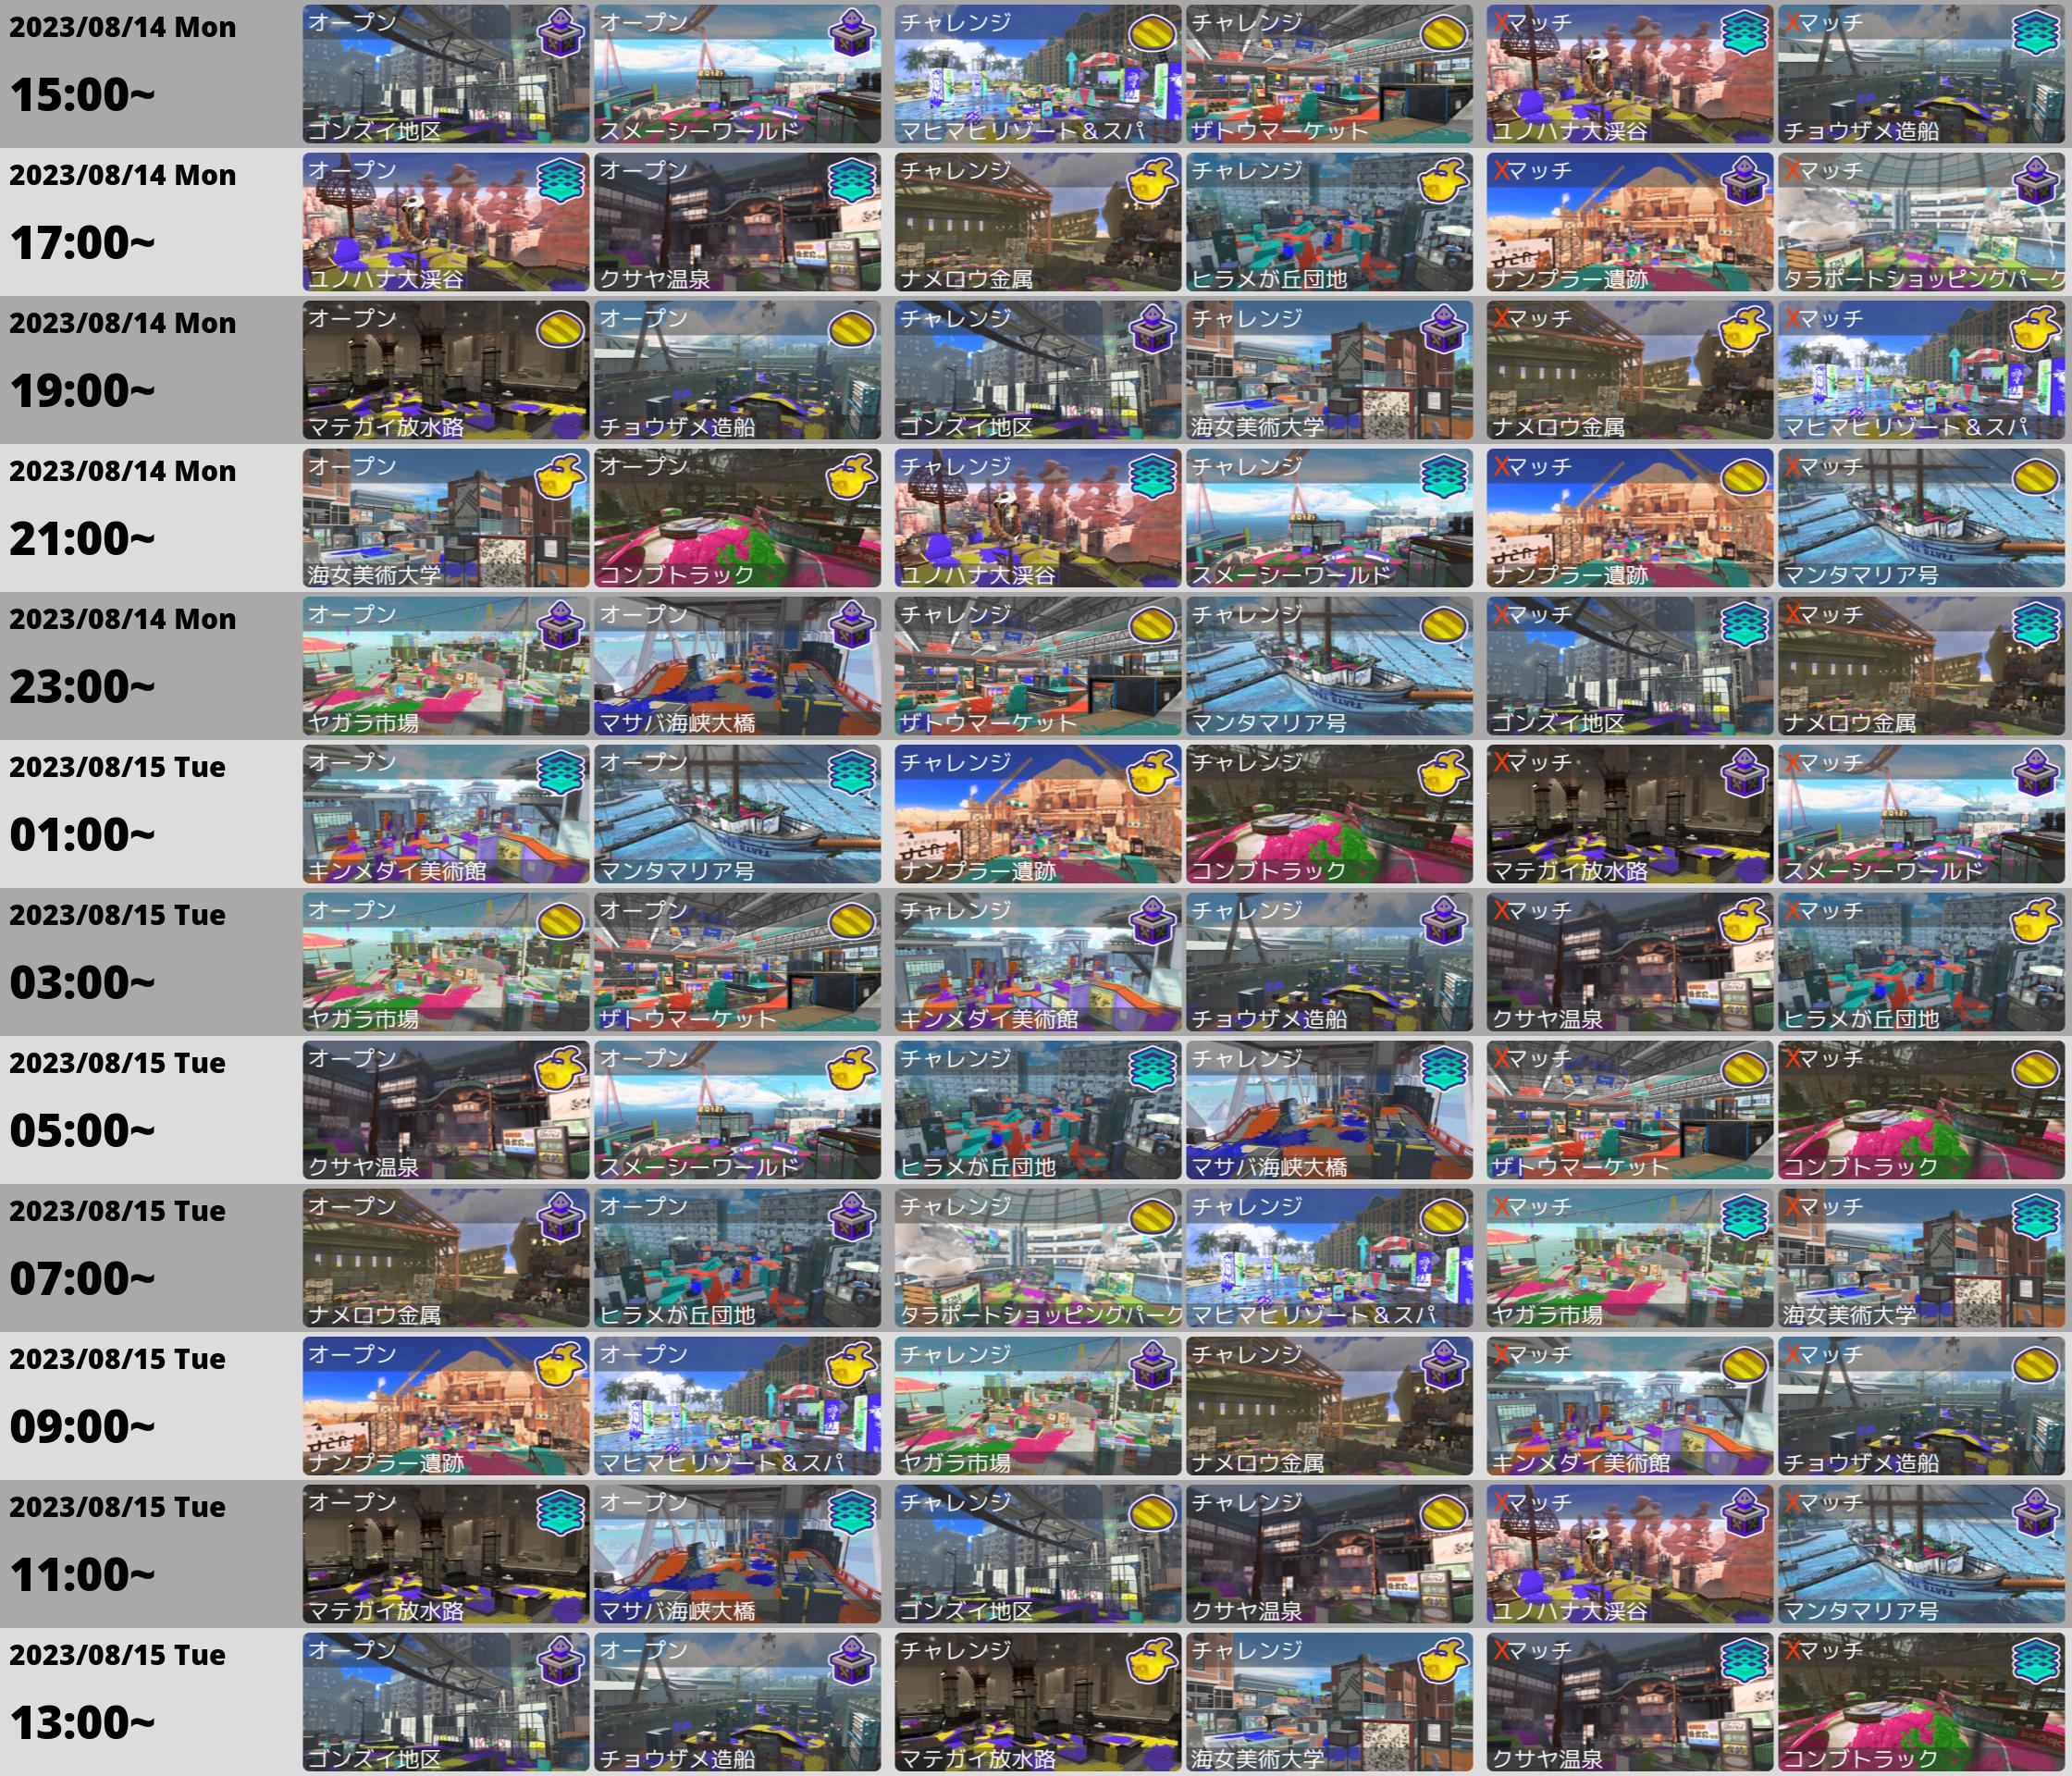 2023/08/14 Mon
15:00~
オープン オープン チャレンジ チャレンジ Xマッチ Xマッチ
ゴンズイ地区 スメーシーワールド マヒマヒリゾート＆スパ ザトウマーケット ユノハナ大渓谷 チョウザメ造船
2023/08/14 Mon
17:00~
オープン オープン チャレンジ チャレンジ Xマッチ Xマッチ
ユノハナ大渓谷 クサヤ温泉 ナメロウ金属 ヒラメが丘団地 ナンプラー遺跡 タラポートショッピングパーク
2023/08/14 Mon
19:00~
オープン オープン チャレンジ チャレンジ Xマッチ Xマッチ
マテガイ放水路 チョウザメ造船 ゴンズイ地区 海女美術大学 ナメロウ金属 マヒマヒリゾート＆スパ
2023/08/14 Mon
21:00~
オープン オープン チャレンジ チャレンジ Xマッチ Xマッチ
海女美術大学 コンブトラック ユノハナ大渓谷 スメーシーワールド ナンプラー遺跡 マンタマリア号
2023/08/14 Mon
23:00~
オープン オープン チャレンジ チャレンジ Xマッチ Xマッチ
ヤガラ市場 マサバ海峡大橋 ザトウマーケット マンタマリア号 ゴンズイ地区 ナメロウ金属
2023/08/15 Tue
01:00~
オープン オープン チャレンジ チャレンジ Xマッチ Xマッチ
キンメダイ美術館 マンタマリア号 ナンプラー遺跡 コンブトラック マテガイ放水路 スメーシーワールド
2023/08/15 Tue
03:00~
オープン オープン チャレンジ チャレンジ Xマッチ Xマッチ
ヤガラ市場 ザトウマーケット キンメダイ美術館 チョウザメ造船 クサヤ温泉 ヒラメが丘団地
2023/08/15 Tue
05:00~
オープン オープン チャレンジ チャレンジ Xマッチ Xマッチ
クサヤ温泉 スメーシーワールド ヒラメが丘団地 マサバ海峡大橋 ザトウマーケット コンブトラック
2023/08/15 Tue
07:00~
オープン オープン チャレンジ チャレンジ Xマッチ Xマッチ
ナメロウ金属 ヒラメが丘団地 タラポートショッピングパーク マヒマヒリゾート＆スパ ヤガラ市場 海女美術大学
2023/08/15 Tue
09:00~
オープン オープン チャレンジ チャレンジ Xマッチ Xマッチ
ナンプラー遺跡 マヒマヒリゾート＆スパ ヤガラ市場 ナメロウ金属 キンメダイ美術館 チョウザメ造船
2023/08/15 Tue
11:00~
オープン オープン チャレンジ チャレンジ Xマッチ Xマッチ
マテガイ放水路 マサバ海峡大橋 ゴンズイ地区 クサヤ温泉 ユノハナ大渓谷 マンタマリア号
2023/08/15 Tue
13:00~
オープン オープン チャレンジ チャレンジ Xマッチ Xマッチ
ゴンズイ地区 チョウザメ造船 マテガイ放水路 海女美術大学 クサヤ温泉 コンブトラック